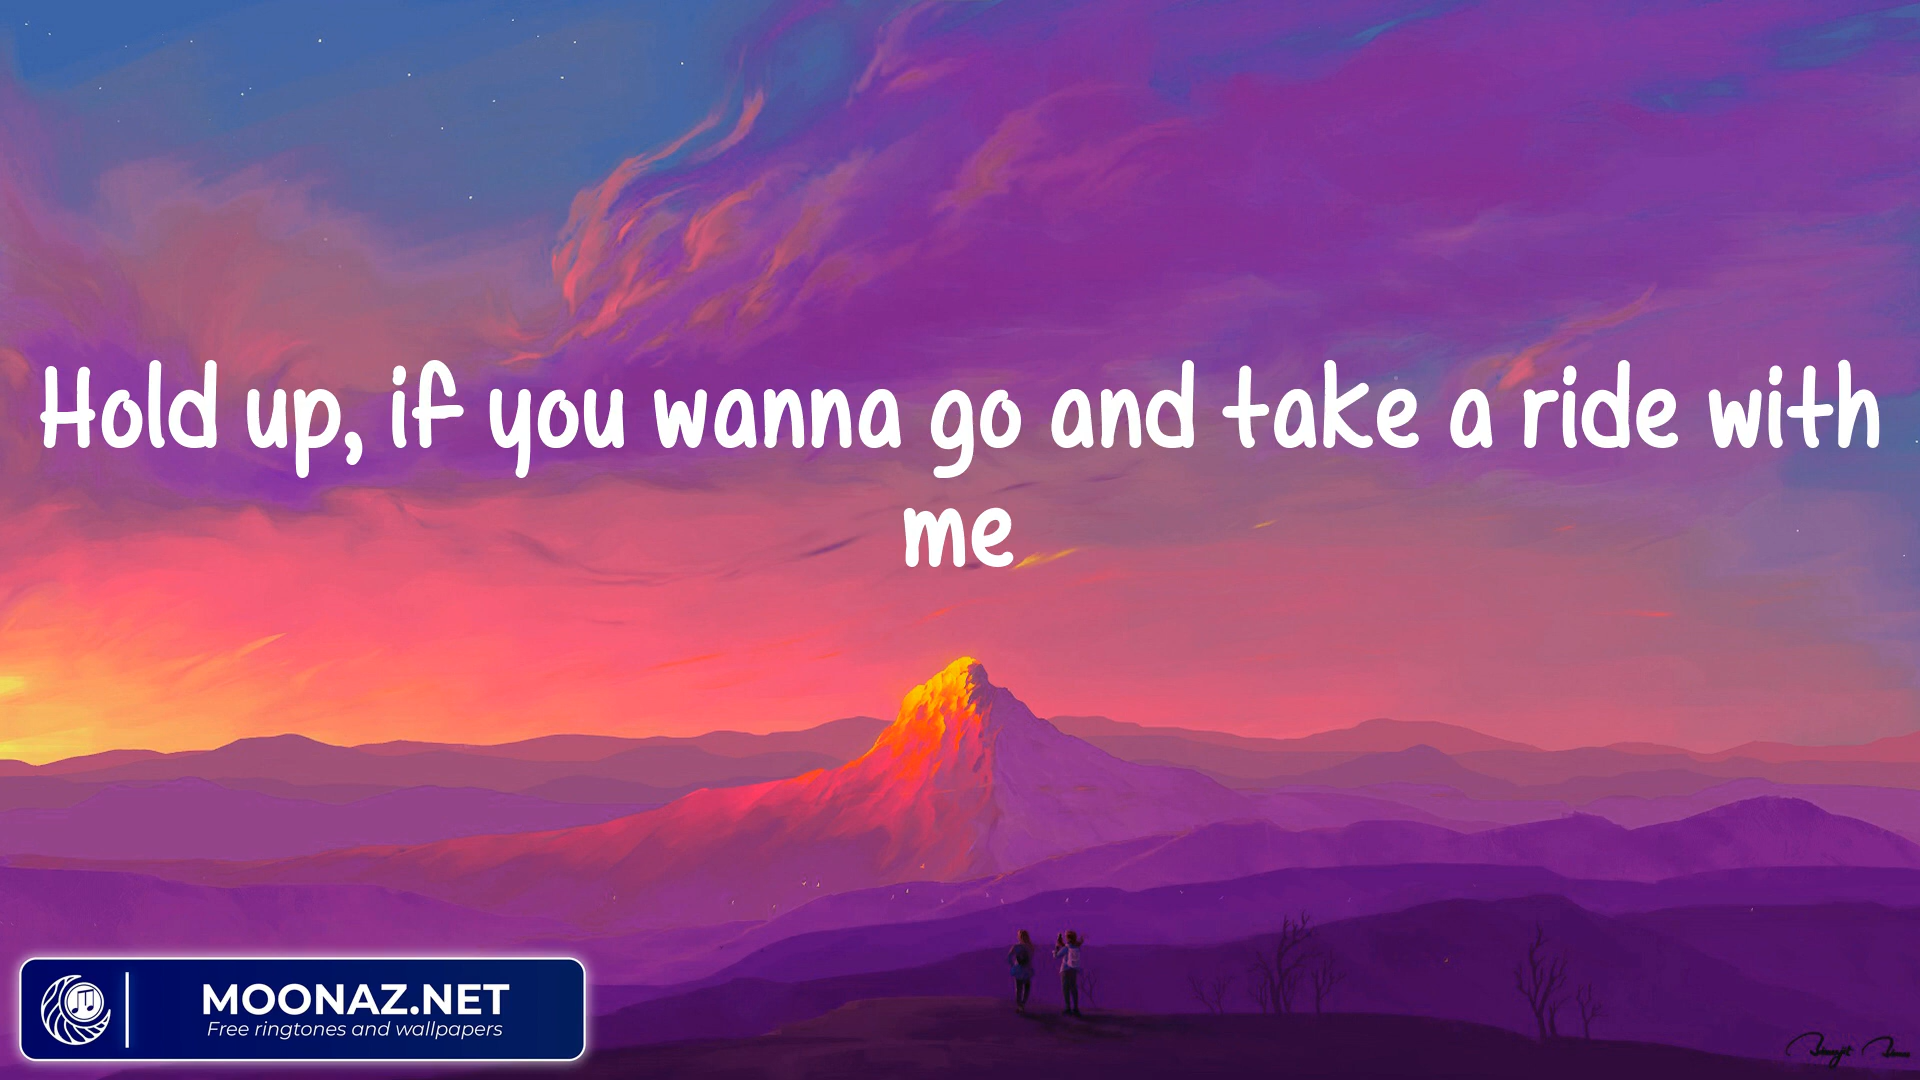 Hold up, if you wanna go and take a ride with
me
MOONAZ.NET
Free ringtones and wallpapers